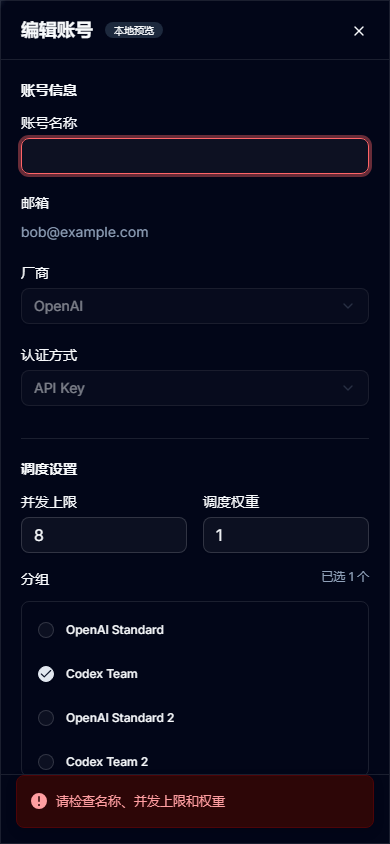 编辑账号 本地预览
账号信息
账号名称
邮箱
bob@example.com
厂商
OpenAI
认证方式
API Key
调度设置
并发上限 调度权重
8 1
分组 已选 1 个
OpenAI Standard
Codex Team
OpenAI Standard 2
Codex Team 2
请检查名称、并发上限和权重